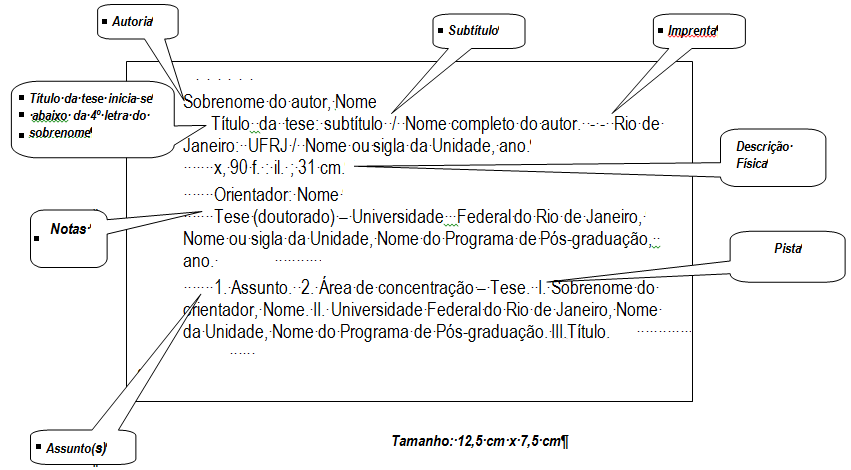 Autoria
Subtítulo
Imprenta
Título da tese inicia-se
abaixo da 4º letra do
sobrenome
Sobrenome do autor, Nome
Título da tese: subtítulo / Nome completo do autor. - - Rio de
Janeiro: UFRJ / Nome ou sigla da Unidade, ano.
x, 90 f. : il. ; 31 cm.
Descrição
Física
Orientador: Nome
Notas
Tese (doutorado) – Universidade Federal do Rio de Janeiro,
Nome ou sigla da Unidade, Nome do Programa de Pós-graduação,
ano.
Pista
1. Assunto. 2. Área de concentração – Tese. I. Sobrenome do
orientador, Nome. II. Universidade Federal do Rio de Janeiro, Nome
da Unidade, Nome do Programa de Pós-graduação. III.Título.
Assunto(s)
Tamanho: 12,5 cm x 7,5 cm¶